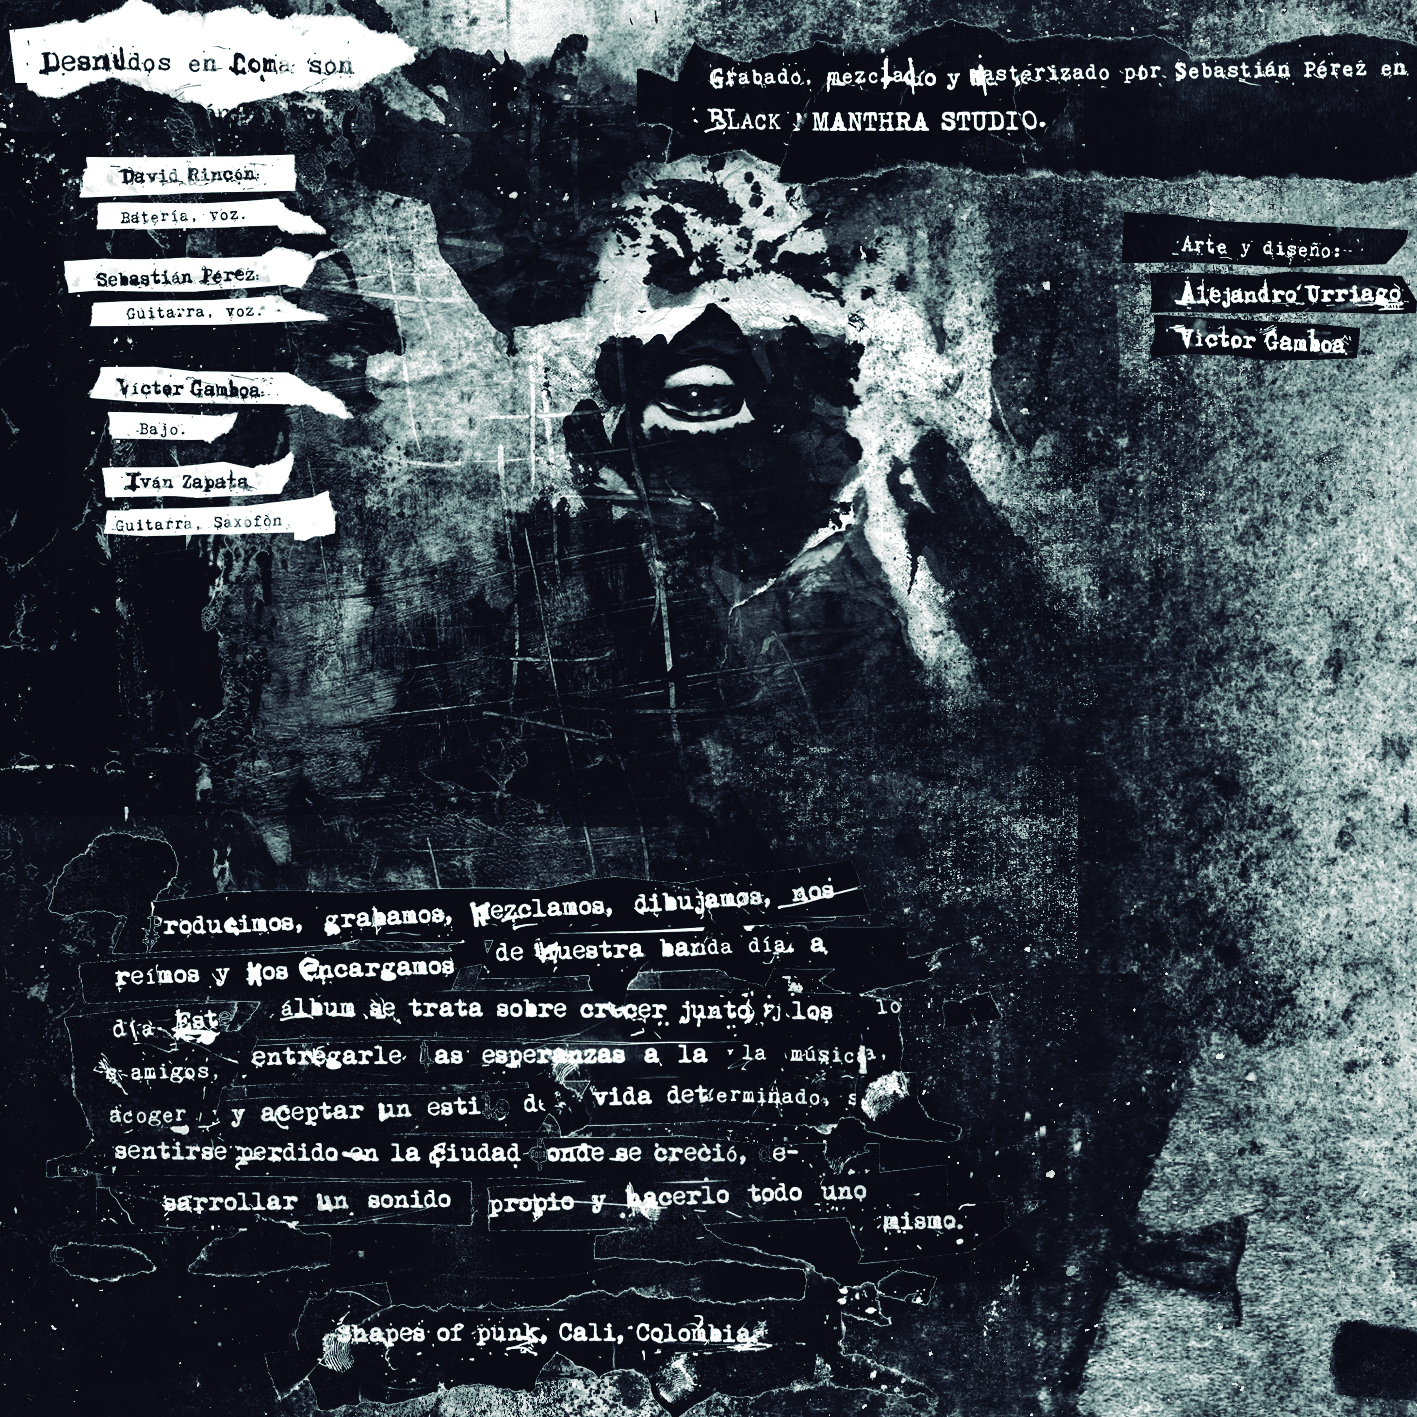 Desnudos en Coma son
David Rincón
Batería, voz.
Sebastián Pérez
Guitarra, voz.
Víctor Gamboa
Bajo.
Iván Zapata
Guitarra, Saxofón
Grabado, mezclado y masterizado por Sebastián Pérez en
BLACK MANTHRA STUDIO.
Arte y diseño:
Alejandro Urriago
Víctor Gamboa
Producimos, grabamos, Mezclamos, dibujamos, nos
reímos y Nos encargamos de Nuestra banda día a
día Este álbum se trata sobre crecer junto a los lo
s amigos, entregarle las esperanzas a la la música,
acoger y aceptar un estilo de vida determinado, s
sentirse perdido en la Ciudad donde se creció, de-
sarrollar un sonido propio y hacerlo todo uno
mismo.
Shapes of punk, Cali, Colombia.